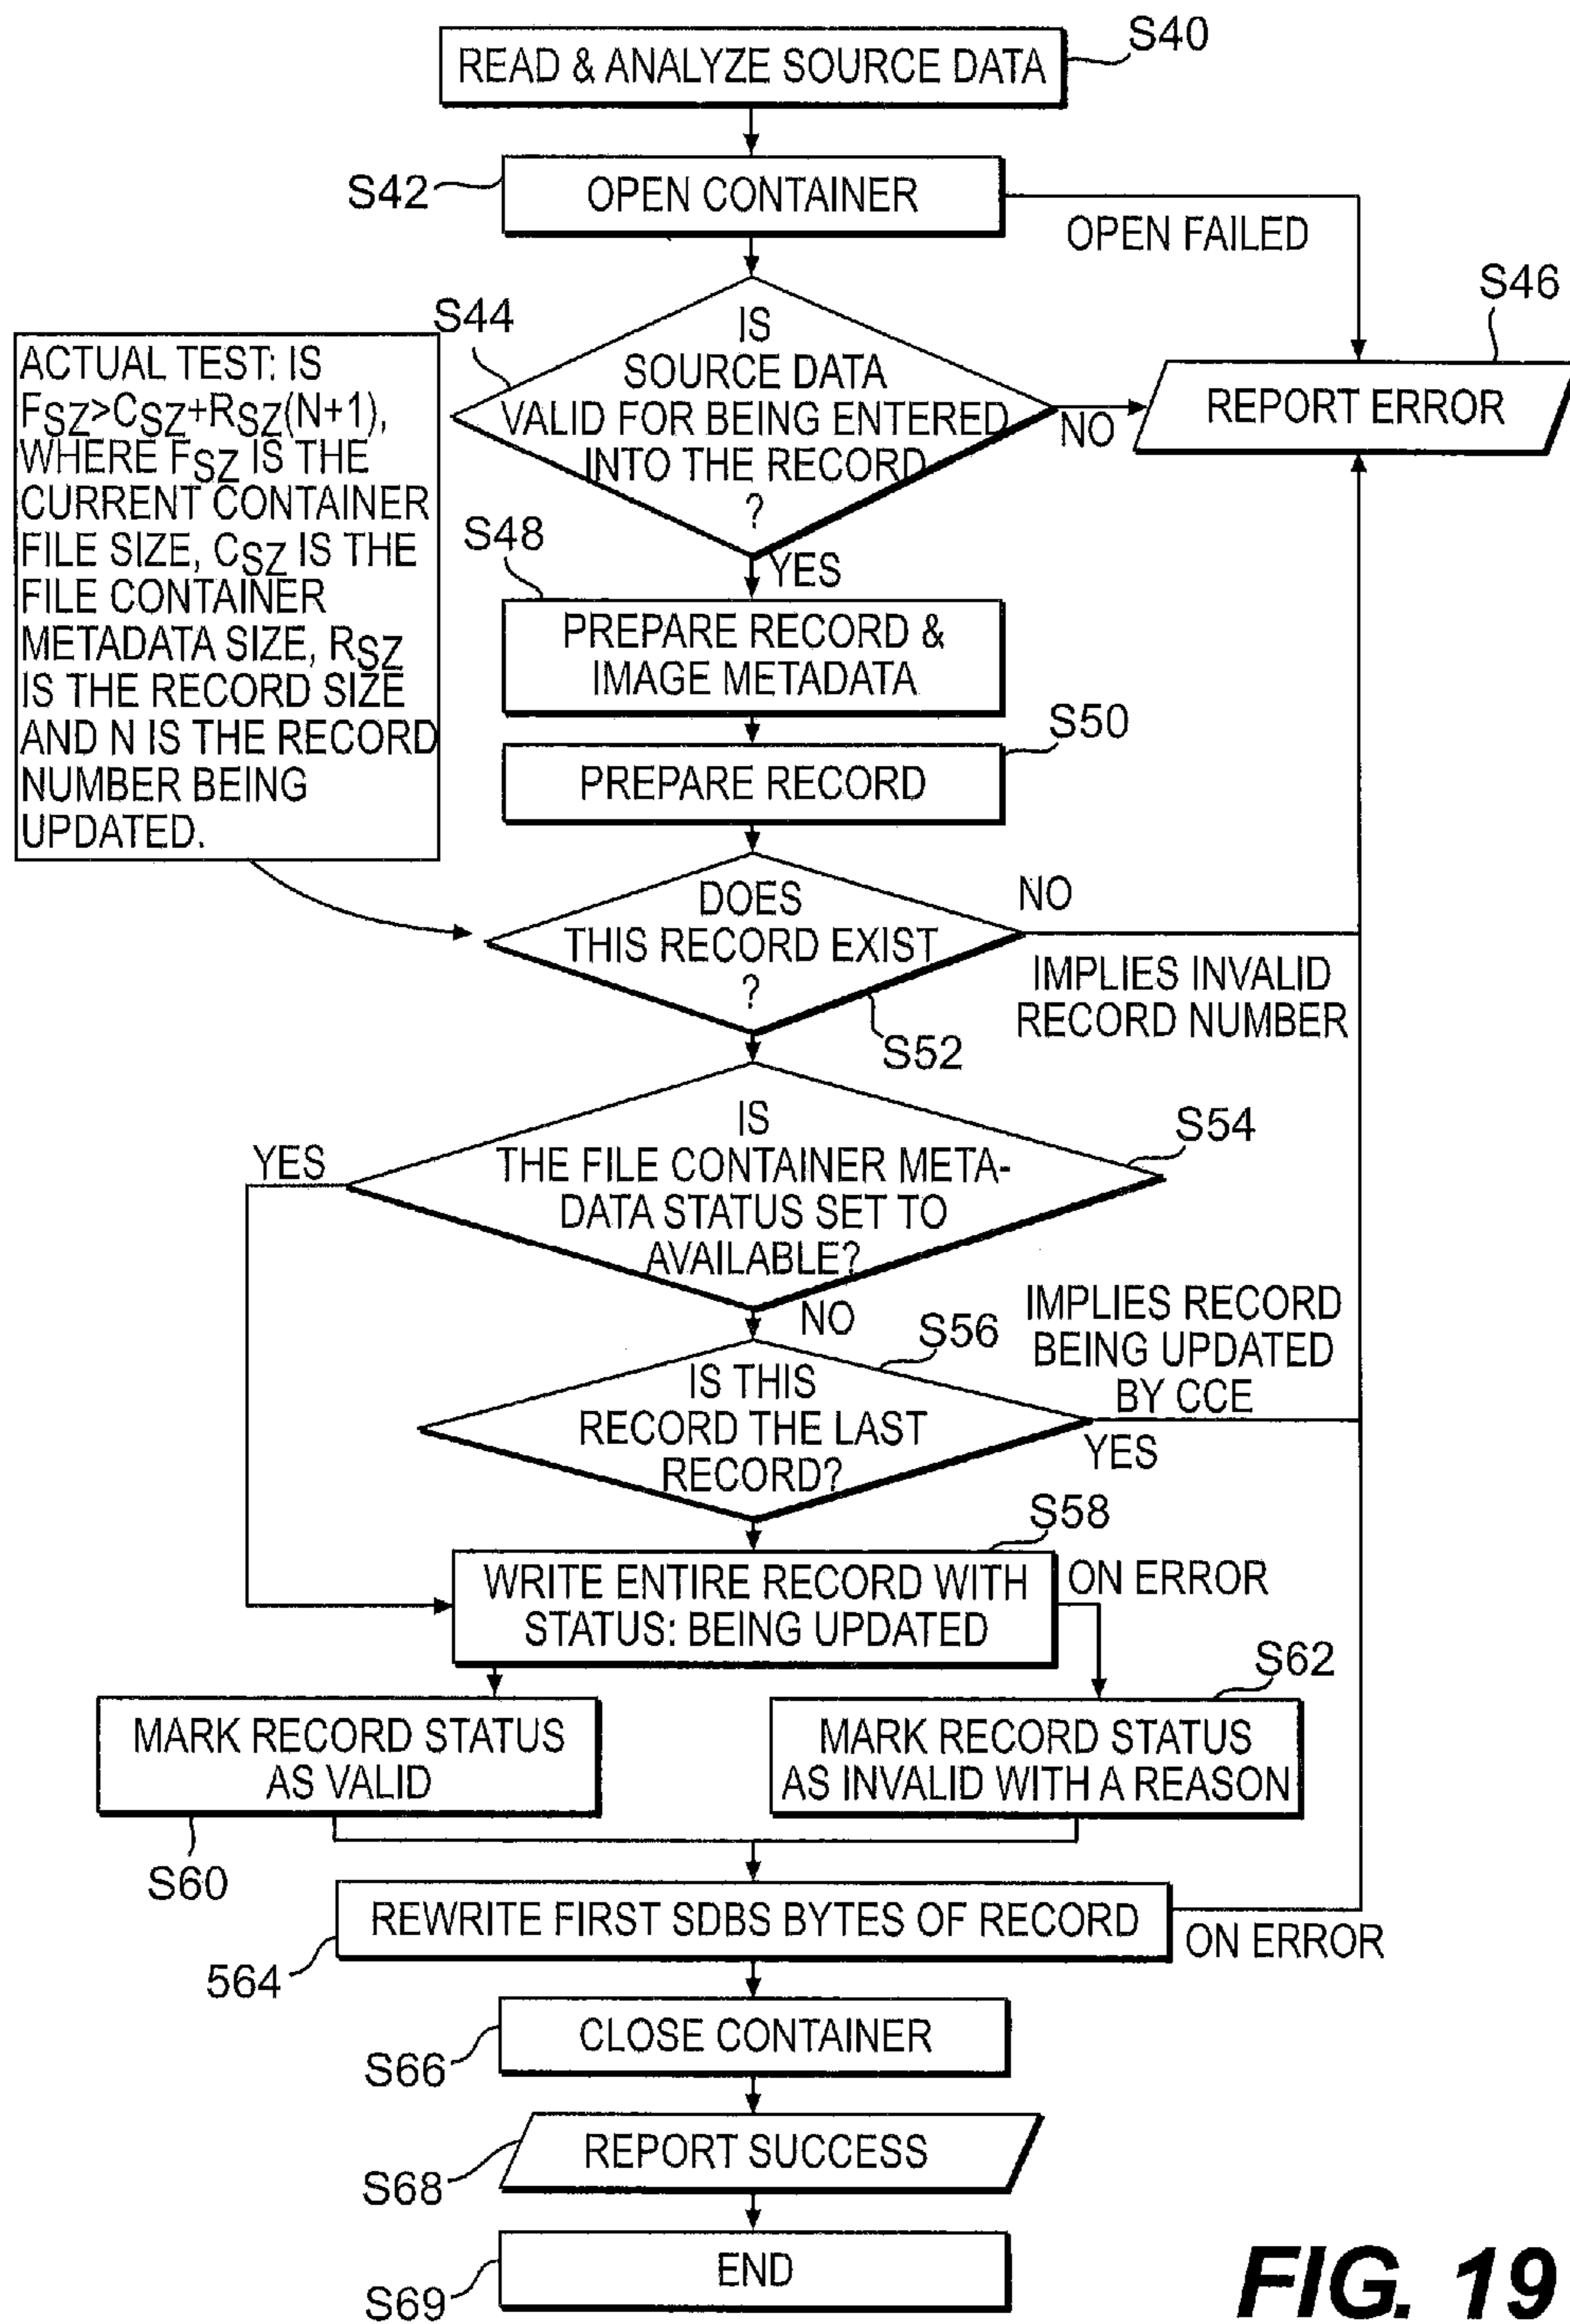 S40
READ & ANALYZE SOURCE DATA
S42
OPEN CONTAINER
OPEN FAILED
S46
REPORT ERROR
S44
IS
SOURCE DATA
VALID FOR BEING ENTERED
INTO THE RECORD
?
NO
YES
ACTUAL TEST: IS
FSZ>CSZ+RSZ(N+1),
WHERE FSZ IS THE
CURRENT CONTAINER
FILE SIZE, CSZ IS THE
FILE CONTAINER
METADATA SIZE, RSZ
IS THE RECORD SIZE
AND N IS THE RECORD
NUMBER BEING
UPDATED.
S48
PREPARE RECORD &
IMAGE METADATA
S50
PREPARE RECORD
DOES
THIS RECORD EXIST
?
NO
IMPLIES INVALID
RECORD NUMBER
S52
S54
IS
THE FILE CONTAINER META-
DATA STATUS SET TO
AVAILABLE?
YES
NO
S56
IS THIS
RECORD THE LAST
RECORD?
IMPLIES RECORD
BEING UPDATED
BY CCE
YES
S58
WRITE ENTIRE RECORD WITH
STATUS: BEING UPDATED
ON ERROR
S62
MARK RECORD STATUS
AS VALID
MARK RECORD STATUS
AS INVALID WITH A REASON
S60
REWRITE FIRST SDBS BYTES OF RECORD
ON ERROR
564
CLOSE CONTAINER
S66
REPORT SUCCESS
S68
END
S69
FIG. 19